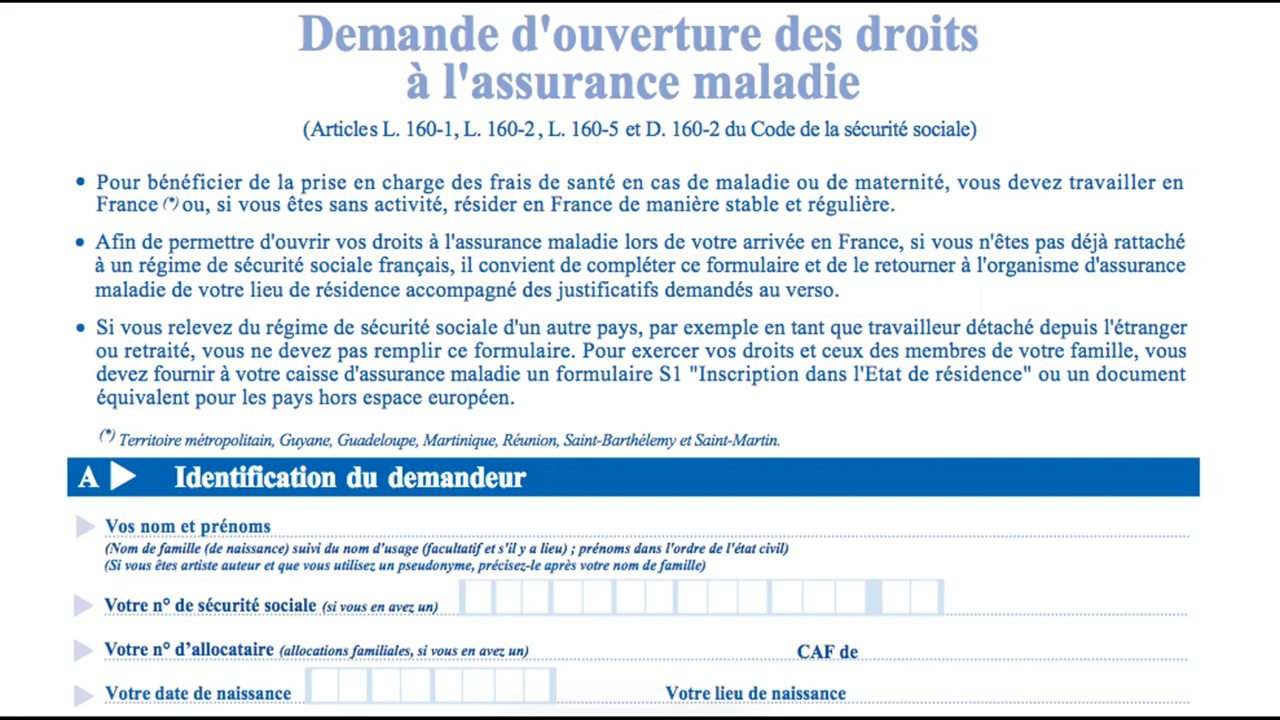 Demande d'ouverture des droits
à l'assurance maladie
(Articles L. 160-1, L. 160-2, L. 160-5 et D. 160-2 du Code de la sécurité sociale)
• Pour bénéficier de la prise en charge des frais de santé en cas de maladie ou de maternité, vous devez travailler en
France (*) ou, si vous êtes sans activité, résider en France de manière stable et régulière.
• Afin de permettre d'ouvrir vos droits à l'assurance maladie lors de votre arrivée en France, si vous n'êtes pas déjà rattaché
à un régime de sécurité sociale français, il convient de compléter ce formulaire et de le retourner à l'organisme d'assurance
maladie de votre lieu de résidence accompagné des justificatifs demandés au verso.
• Si vous relevez du régime de sécurité sociale d'un autre pays, par exemple en tant que travailleur détaché depuis l'étranger
ou retraité, vous ne devez pas remplir ce formulaire. Pour exercer vos droits et ceux des membres de votre famille, vous
devez fournir à votre caisse d'assurance maladie un formulaire S1 "Inscription dans l'Etat de résidence" ou un document
équivalent pour les pays hors espace européen.
(*) Territoire métropolitain, Guyane, Guadeloupe, Martinique, Réunion, Saint-Barthélemy et Saint-Martin.
A Identification du demandeur
Vos nom et prénoms
(Nom de famille (de naissance) suivi du nom d'usage (facultatif et s'il y a lieu) ; prénoms dans l'ordre de l'état civil)
(Si vous êtes artiste auteur et que vous utilisez un pseudonyme, précisez-le après votre nom de famille)
Votre n° de sécurité sociale (si vous en avez un)
Votre n° d'allocataire (allocations familiales, si vous en avez un) CAF de
Votre date de naissance Votre lieu de naissance